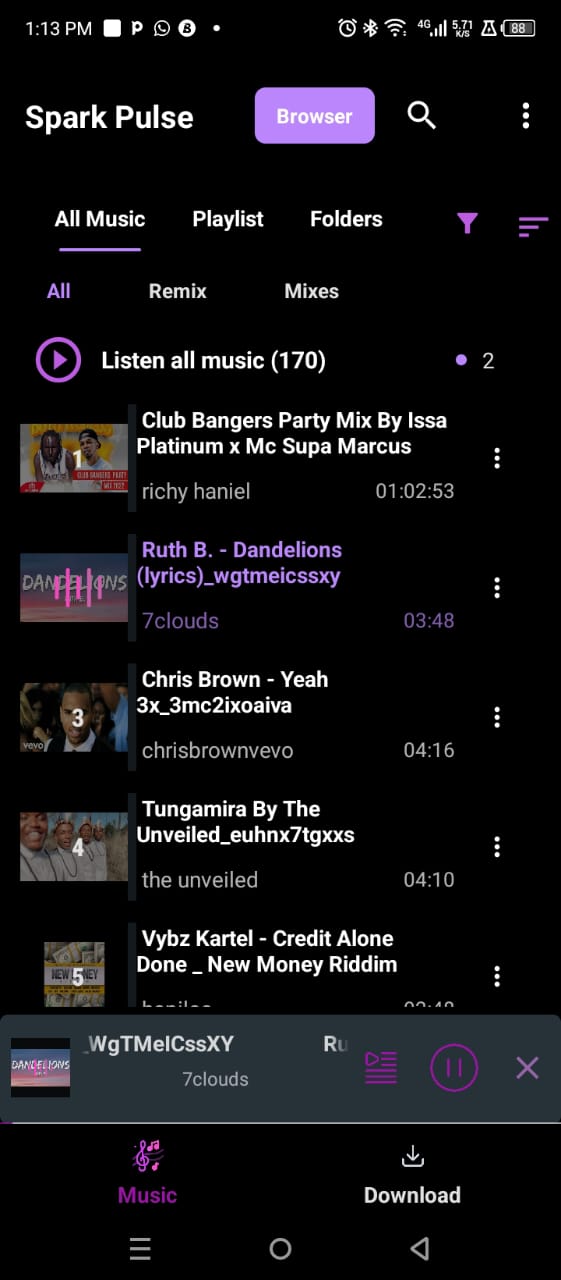 1:13 PM
4G 5.71 K/S 88
Spark Pulse
Browser
All Music Playlist Folders
All Remix Mixes
Listen all music (170) 2
Club Bangers Party Mix By Issa
Platinum x Mc Supa Marcus
1
CLUB BANGERS PARTY
MIX 2022
richy haniel 01:02:53
Ruth B. - Dandelions
(lyrics)_wgtmeicssxy
DANDELIONS
7clouds 03:48
Chris Brown - Yeah
3x_3mc2ixoaiva
3
vevo
chrisbrownvevo 04:16
Tungamira By The
Unveiled_euhnx7tgxxs
4
the unveiled 04:10
Vybz Kartel - Credit Alone
Done _ New Money Riddim
NEW MONEY
5
_WgTMeICssXY Ru
DANDELIONS
7clouds
Music Download